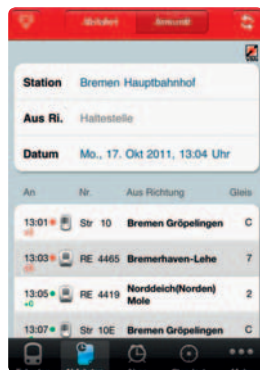 Abfahrt Ankunft
Station Bremen Hauptbahnhof
Aus Ri. Haltestelle
Datum Mo., 17. Okt 2011, 13:04 Uhr
An Nr. Aus Richtung Gleis
13:01 Str 10 Bremen Gröpelingen C
13:03 RE 4465 Bremerhaven-Lehe 7
13:05 RE 4419 Norddeich(Norden) Mole 2
+0
13:07 Str 10E Bremen Gröpelingen C